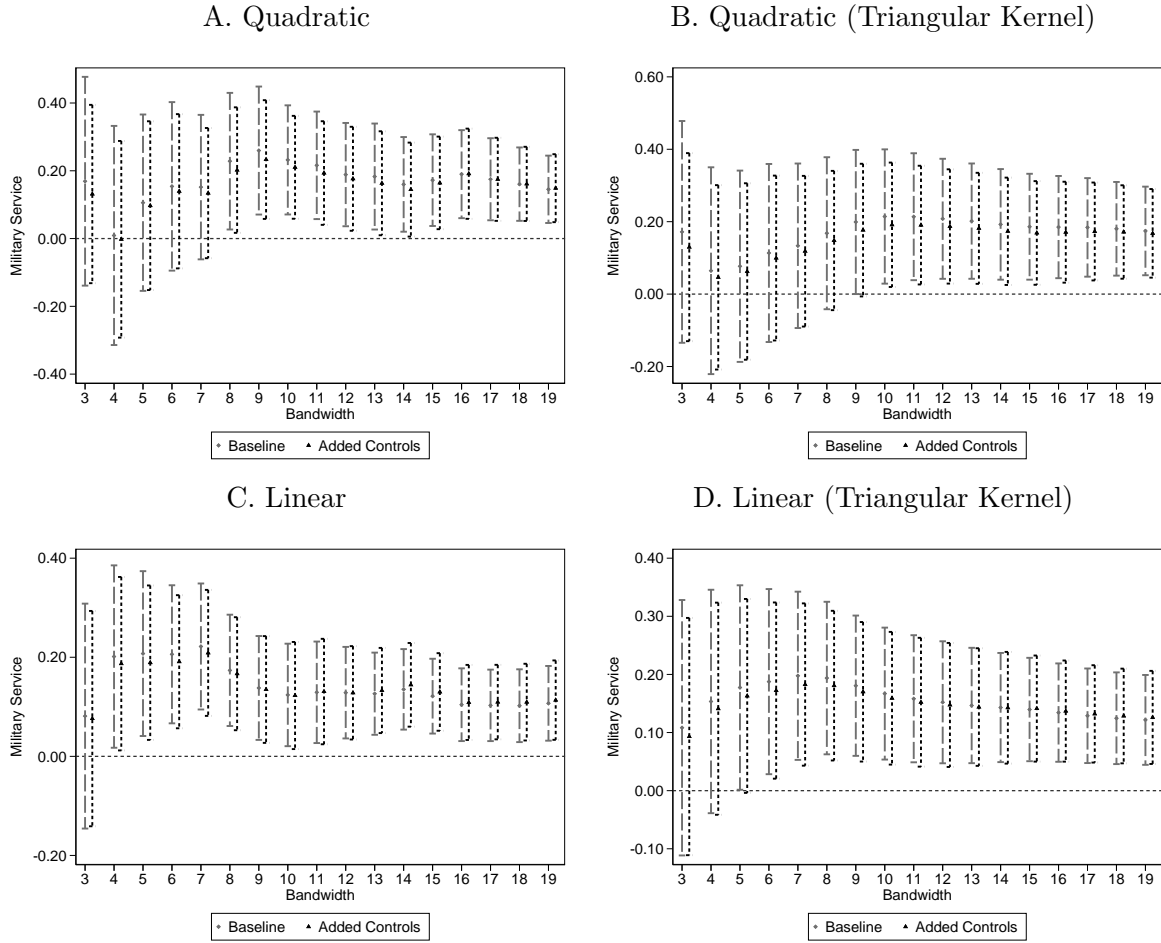 A. Quadratic
Military Service
0.40
0.20
0.00
-0.20
-0.40
3 4 5 6 7 8 9 10 11 12 13 14 15 16 17 18 19
Bandwidth
Baseline Added Controls
B. Quadratic (Triangular Kernel)
Military Service
0.60
0.40
0.20
0.00
-0.20
3 4 5 6 7 8 9 10 11 12 13 14 15 16 17 18 19
Bandwidth
Baseline Added Controls
C. Linear
Military Service
0.40
0.20
0.00
-0.20
3 4 5 6 7 8 9 10 11 12 13 14 15 16 17 18 19
Bandwidth
Baseline Added Controls
D. Linear (Triangular Kernel)
Military Service
0.40
0.30
0.20
0.10
0.00
-0.10
3 4 5 6 7 8 9 10 11 12 13 14 15 16 17 18 19
Bandwidth
Baseline Added Controls